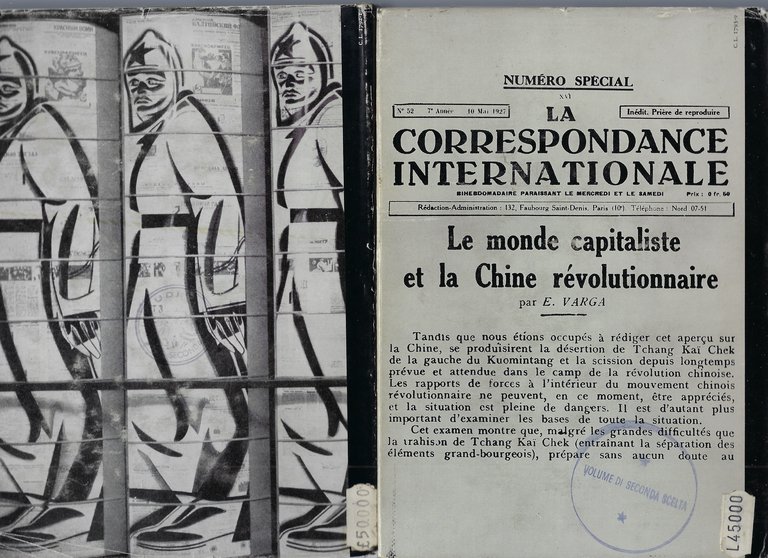 £50000
C.L. 1793-9
NUMÉRO SPÉCIAL
XVI
N° 52 7e Année 10 Mai 1927
Inédit. Prière de reproduire
LA
CORRESPONDANCE
INTERNATIONALE
BIHEBDOMADAIRE PARAISSANT LE MERCREDI ET LE SAMEDI Prix : 0 fr. 50
Rédaction-Administration : 132, Faubourg Saint-Denis, Paris (10e). Téléphone : Nord 07-51
Le monde capitaliste
et la Chine révolutionnaire
par E. VARGA
Tandis que nous étions occupés à rédiger cet aperçu sur
la Chine, se produisirent la désertion de Tchang Kaï Chek
de la gauche du Kuomintang et la scission depuis longtemps
prévue et attendue dans le camp de la révolution chinoise.
Les rapports de forces à l'intérieur du mouvement chinois
révolutionnaire ne peuvent, en ce moment, être appréciés,
et la situation est pleine de dangers. Il est d'autant plus
important d'examiner les bases de toute la situation.
Cet examen montre que, malgré les grandes difficultés que
la trahison de Tchang Kaï Chek (entraînant la séparation des
éléments grand-bourgeois), prépare sans aucun doute au
VOLUME DI SECONDA SCELTA
L45000